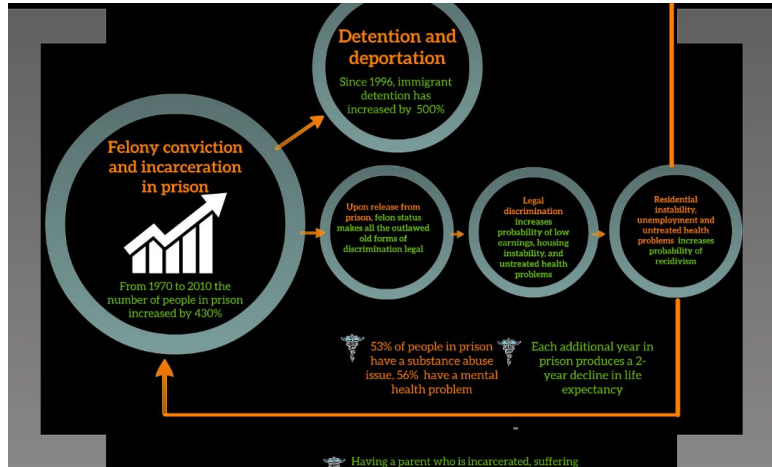 Detention and
deportation
Since 1996, immigrant
detention has
increased by 500%
Felony conviction
and incarceration
in prison
From 1970 to 2010 the
number of people in prison
increased by 430%
Upon release from
prison, felon status
makes all the outlawed
old forms of
discrimination legal
Legal
discrimination
increases
probability of low
earnings, housing
instability, and
untreated health
problems
Residential
instability,
unemployment and
untreated health
problems increases
probability of
recidivism
53% of people in prison
have a substance abuse
issue, 56% have a mental
health problem
Each additional year in
prison produces a 2-
year decline in life
expectancy
Having a parent who is incarcerated, suffering